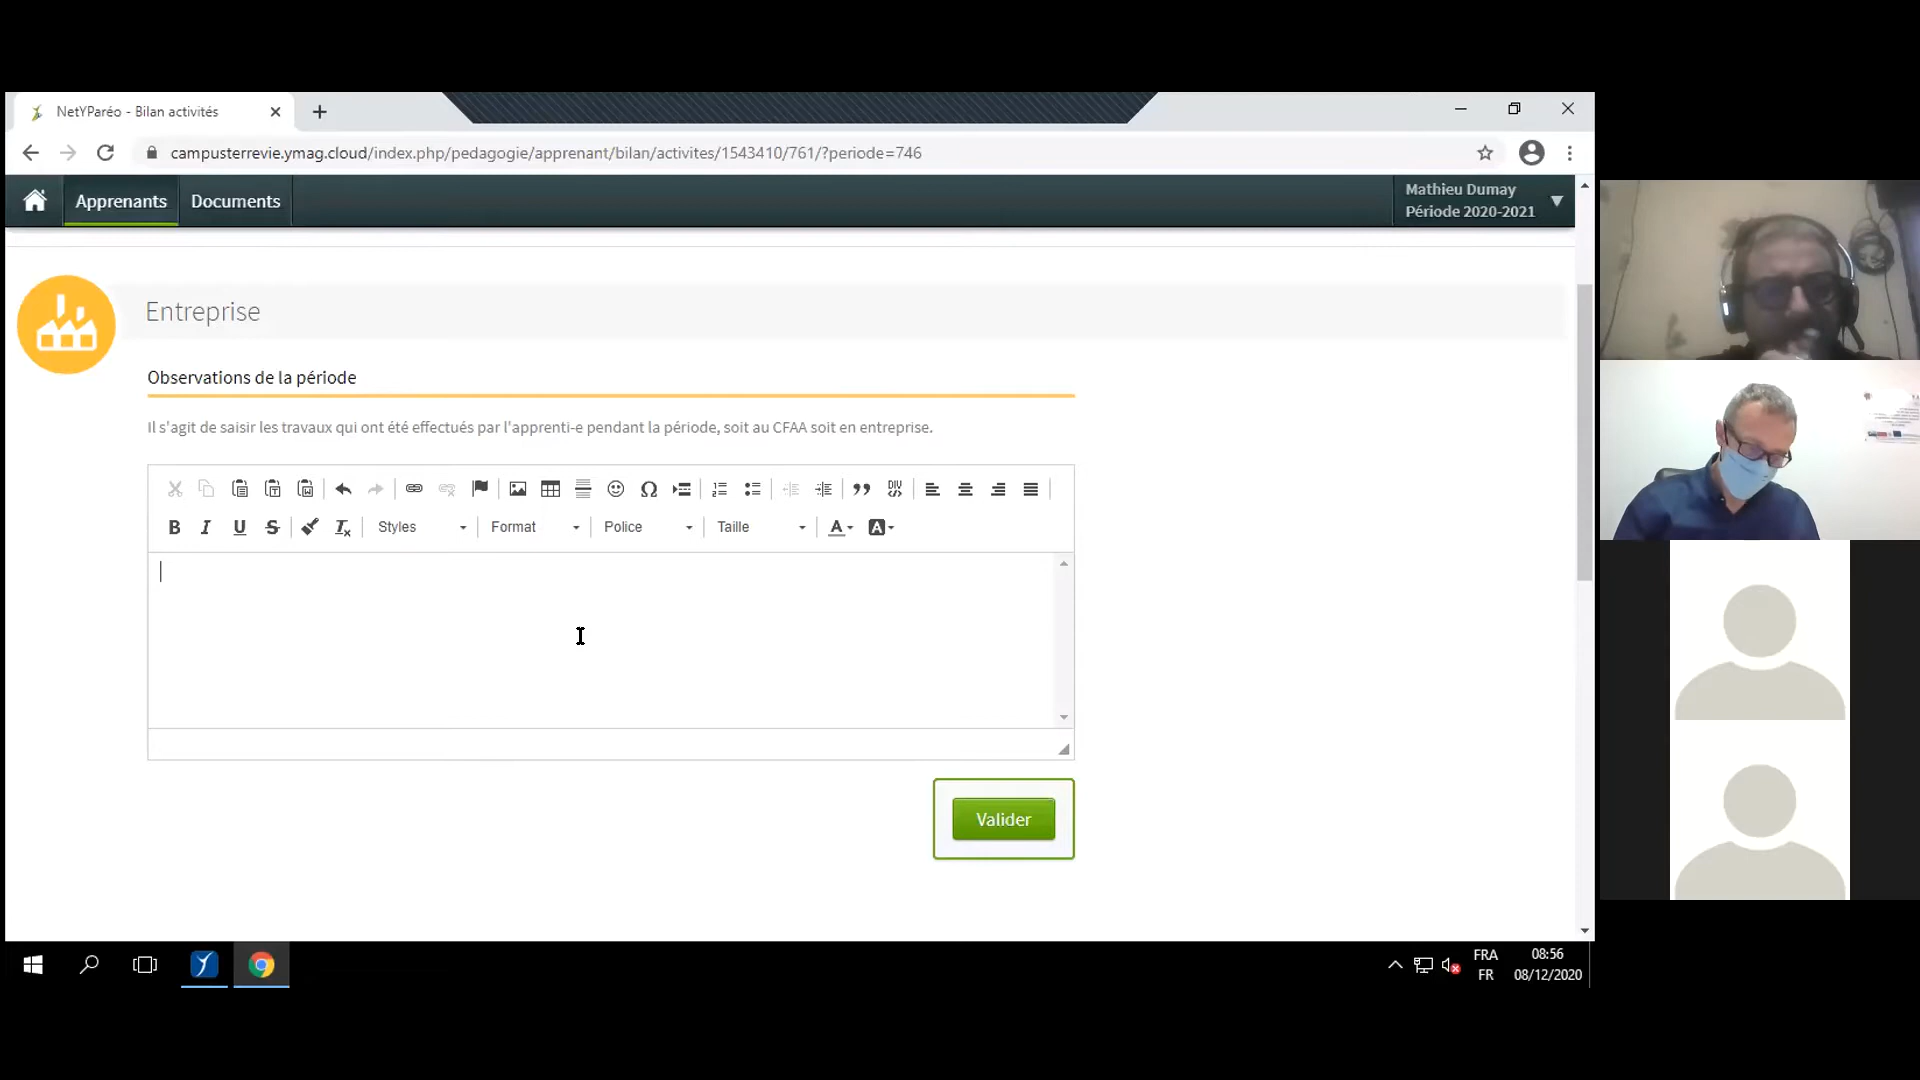 NetYParéo - Bilan activités
campusterrevie.ymag.cloud/index.php/pedagogie/apprenant/bilan/activites/1543410/761/?periode=746
Apprenants
Documents
Mathieu Dumay
Période 2020-2021
Entreprise
Observations de la période
Il s'agit de saisir les travaux qui ont été effectués par l'apprenti-e pendant la période, soit au CFAA soit en entreprise.
Styles
Format
Police
Taille
Valider
FRA
FR
08:56
08/12/2020